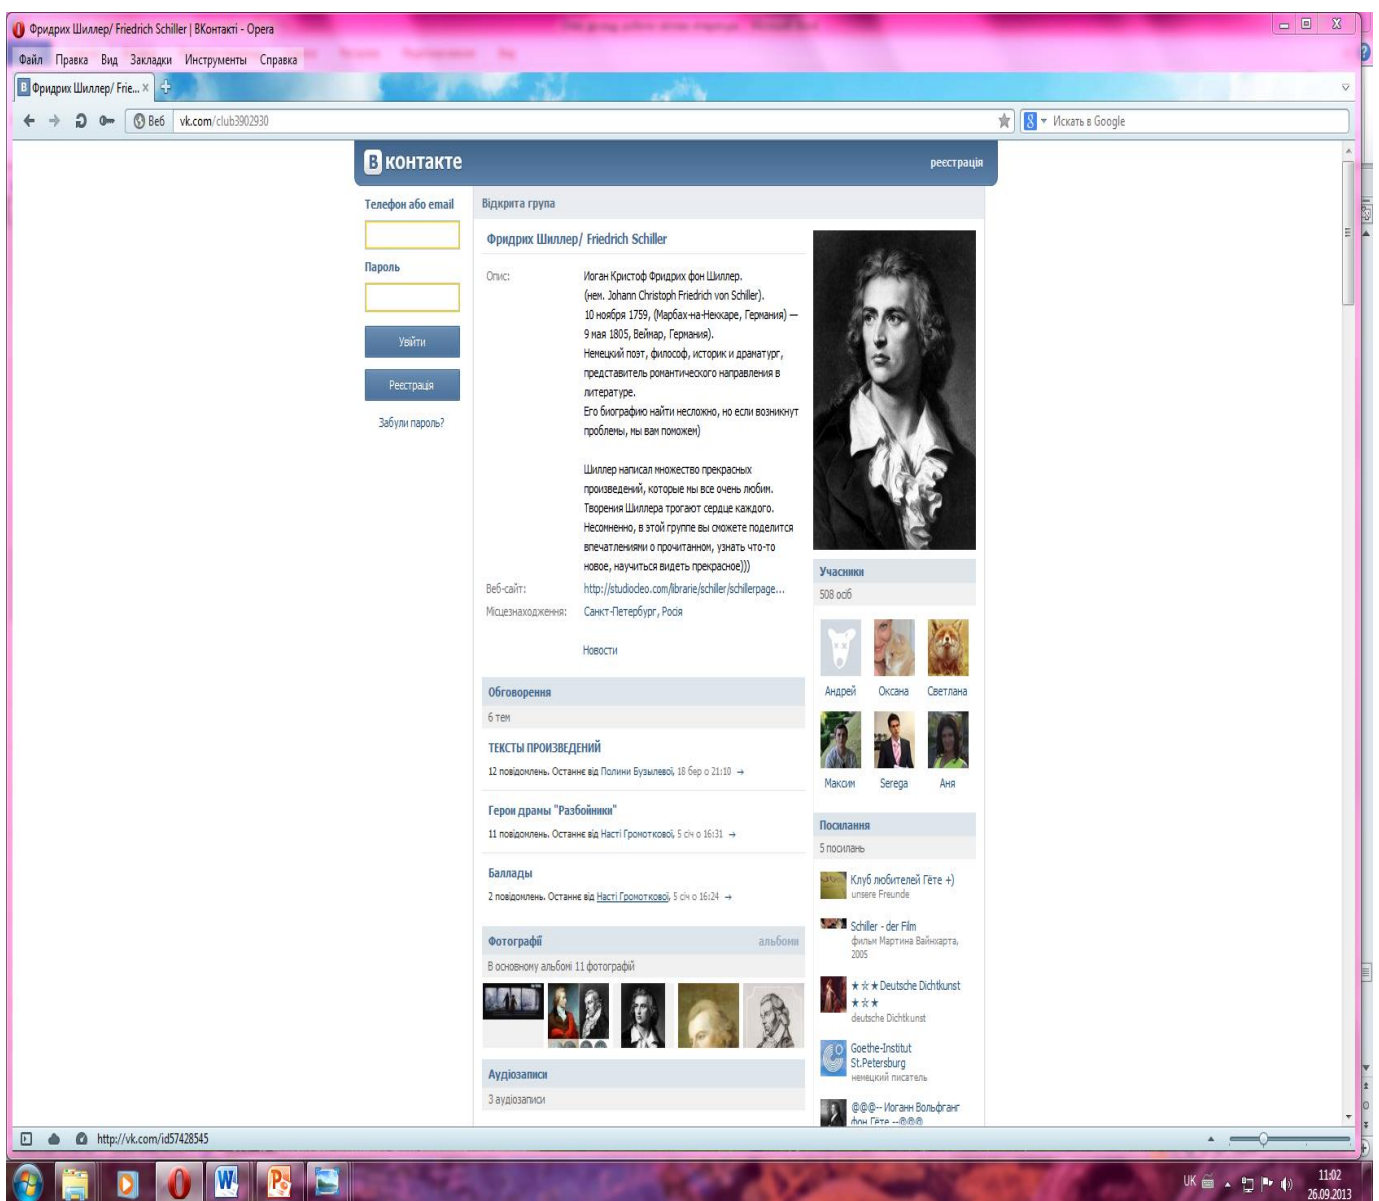 Фридрих Шиллер/ Friedrich Schiller | ВКонтакті - Opera
Файл Правка Вид Закладки Инструменты Справка
Фридрих Шиллер/ Frie...
Веб vk.com/club3902930
Искать в Google
В контакте
реєстрація
Телефон або email
Пароль
Увійти
Реєстрація
Забули пароль?
Відкрита група
Фридрих Шиллер/ Friedrich Schiller
Опис:
Иоган Кристоф Фридрих фон Шиллер.
(нем. Johann Christoph Friedrich von Schiller).
10 ноября 1759, (Марбах-на-Неккаре, Германия) —
9 мая 1805, Веймар, Германия).
Немецкий поэт, философ, историк и драматург,
представитель романтического направления в
литературе.
Его биографию найти несложно, но если возникнут
проблемы, мы вам поможем)
Шиллер написал множество прекрасных
произведений, которые мы все очень любим.
Творения Шиллера трогают сердце каждого.
Несомненно, в этой группе вы сможете поделится
впечатлениями о прочитанном, узнать что-то
новое, научиться видеть прекрасное)))
Веб-сайт: http://studiocleo.com/librarie/schiller/schillerpage...
Місцезнаходження: Санкт-Петербург, Росія
Новости
Обговорення
6 тем
ТЕКСТЫ ПРОИЗВЕДЕНИЙ
12 повідомлень. Останнє від Полини Бузылевої, 18 бер о 21:10 →
Герои драмы "Разбойники"
11 повідомлень. Останнє від Насті Громоткової, 5 січ о 16:31 →
Баллады
2 повідомлень. Останнє від Насті Громоткової, 5 січ о 16:24 →
Фотографії альбоми
В основному альбомі 11 фотографій
Аудіозаписи
3 аудіозаписи
Учасники
508 осіб
Андрей Оксана Светлана
Максим Serega Аня
Посилання
5 посилань
Клуб любителей Гёте +)
unsere Freunde
Schiller - der Film
фильм Мартина Вайнхарта,
2005
★☆★Deutsche Dichtkunst
★☆★
deutsche Dichtkunst
Goethe-Institut
St.Petersburg
немецкий писатель
@@@-- Иоганн Вольфганг
фон Гёте --@@@
http://vk.com/id57428545
UK
11:02
26.09.2013